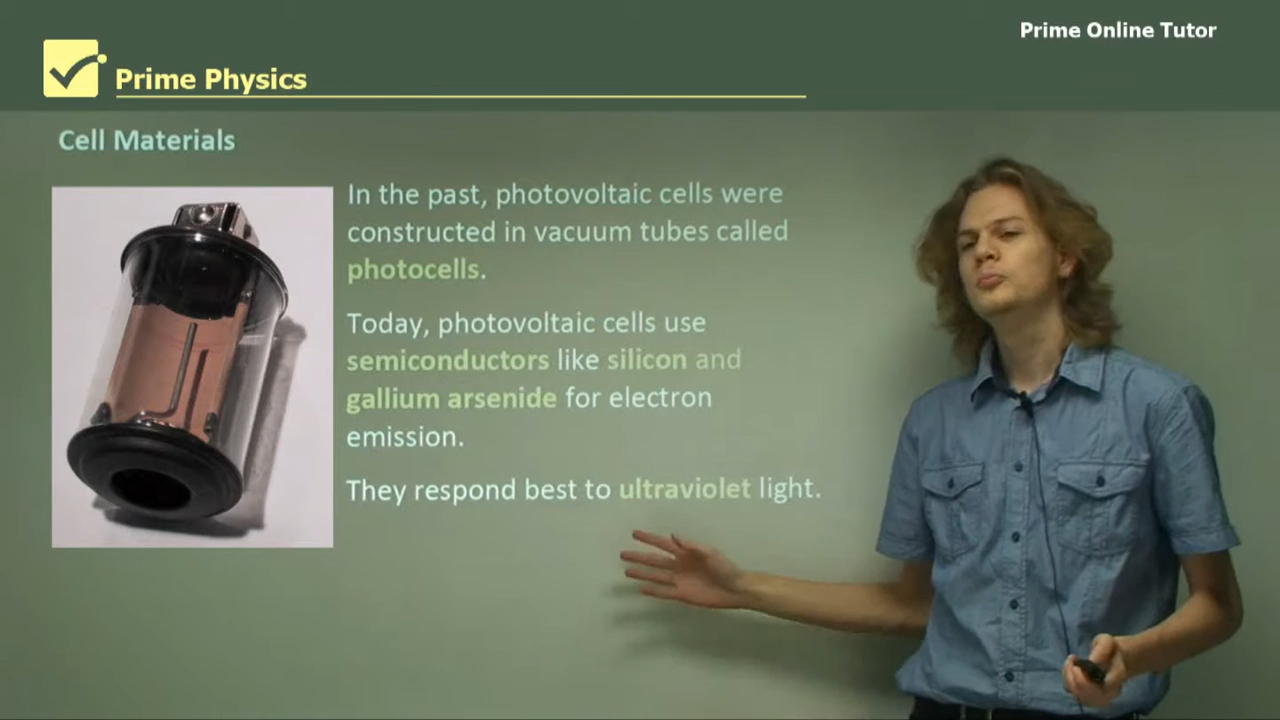 Prime Online Tutor
Prime Physics
Cell Materials
In the past, photovoltaic cells were
constructed in vacuum tubes called
photocells.
Today, photovoltaic cells use
semiconductors like silicon and
gallium arsenide for electron
emission.
They respond best to ultraviolet light.